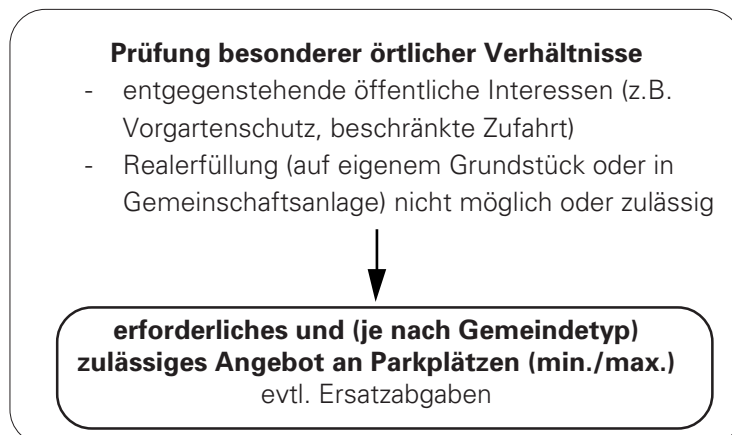 Prüfung besonderer örtlicher Verhältnisse
- entgegenstehende öffentliche Interessen (z.B.
Vorgartenschutz, beschränkte Zufahrt)
- Realerfüllung (auf eigenem Grundstück oder in
Gemeinschaftsanlage) nicht möglich oder zulässig
erforderliches und (je nach Gemeindetyp)
zulässiges Angebot an Parkplätzen (min./max.)
evtl. Ersatzabgaben